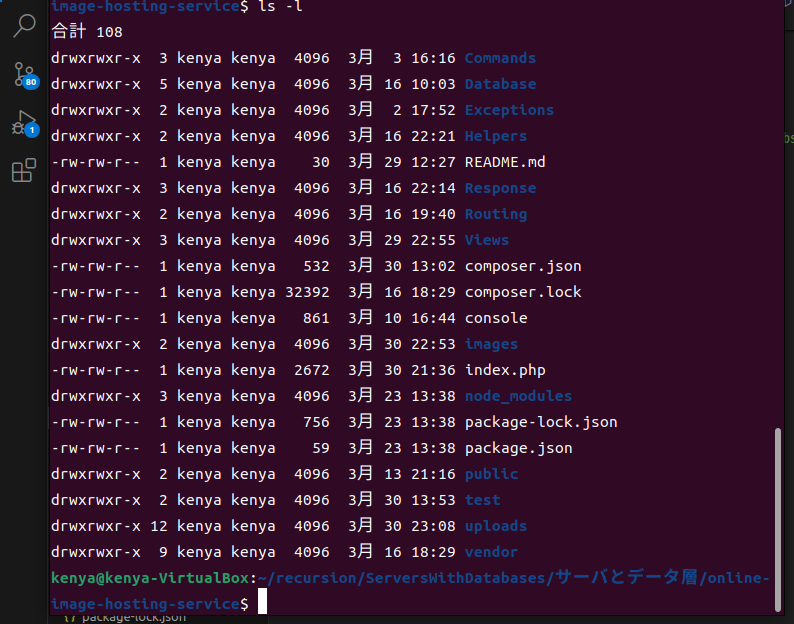 image-hosting-service$ ls -l
合計 108
drwxrwxr-x  3 kenya kenya  4096  3月  3 16:16 Commands
drwxrwxr-x  5 kenya kenya  4096  3月 16 10:03 Database
drwxrwxr-x  2 kenya kenya  4096  3月  2 17:52 Exceptions
drwxrwxr-x  2 kenya kenya  4096  3月 16 22:21 Helpers
-rw-rw-r--  1 kenya kenya    30  3月 29 12:27 README.md
drwxrwxr-x  3 kenya kenya  4096  3月 16 22:14 Response
drwxrwxr-x  2 kenya kenya  4096  3月 16 19:40 Routing
drwxrwxr-x  3 kenya kenya  4096  3月 29 22:55 Views
-rw-rw-r--  1 kenya kenya   532  3月 30 13:02 composer.json
-rw-rw-r--  1 kenya kenya 32392  3月 16 18:29 composer.lock
-rw-rw-r--  1 kenya kenya   861  3月 10 16:44 console
drwxrwxr-x  2 kenya kenya  4096  3月 30 22:53 images
-rw-rw-r--  1 kenya kenya  2672  3月 30 21:36 index.php
drwxrwxr-x  3 kenya kenya  4096  3月 23 13:38 node_modules
-rw-rw-r--  1 kenya kenya   756  3月 23 13:38 package-lock.json
-rw-rw-r--  1 kenya kenya    59  3月 23 13:38 package.json
drwxrwxr-x  2 kenya kenya  4096  3月 13 21:16 public
drwxrwxr-x  2 kenya kenya  4096  3月 30 13:53 test
drwxrwxr-x 12 kenya kenya  4096  3月 30 23:08 uploads
drwxrwxr-x  9 kenya kenya  4096  3月 16 18:29 vendor
kenya@kenya-VirtualBox:~/recursion/ServersWithDatabases/サーバとデータ層/online-
image-hosting-service$
80
1
{} package-lock.json